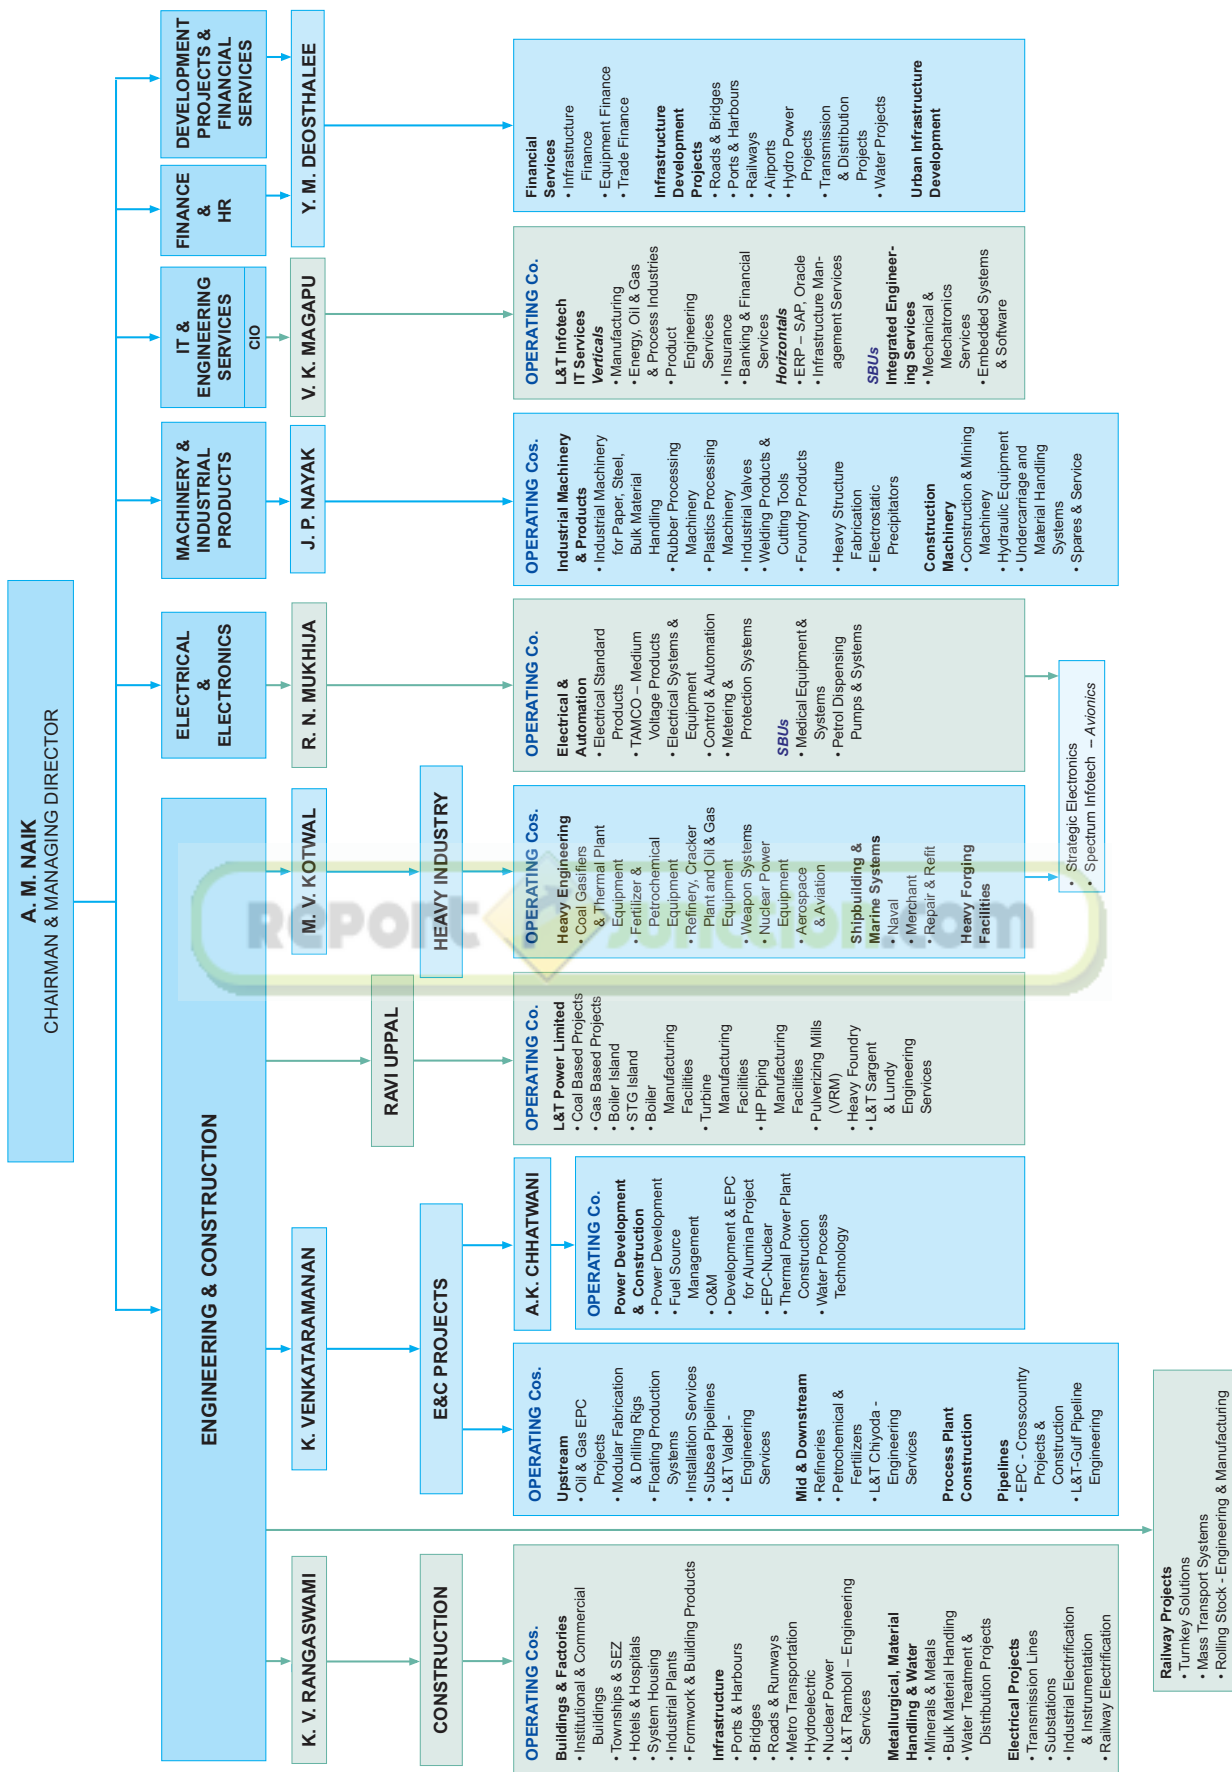 A. M. NAIK
CHAIRMAN & MANAGING DIRECTOR
ENGINEERING & CONSTRUCTION
ELECTRICAL
&
ELECTRONICS
MACHINERY &
INDUSTRIAL
PRODUCTS
IT &
ENGINEERING
SERVICES
CIO
FINANCE
&
HR
DEVELOPMENT
PROJECTS &
FINANCIAL
SERVICES
K. V. RANGASWAMI
K. VENKATARAMANAN
RAVI UPPAL
M. V. KOTWAL
R. N. MUKHIJA
J. P. NAYAK
V. K. MAGAPU
Y. M. DEOSTHALEE
CONSTRUCTION
E&C PROJECTS
HEAVY INDUSTRY
A.K. CHHATWANI
OPERATING Cos.
Buildings & Factories
• Institutional & Commercial
Buildings
• Townships & SEZ
• Hotels & Hospitals
• System Housing
• Industrial Plants
• Formwork & Building Products
Infrastructure
• Ports & Harbours
• Bridges
• Roads & Runways
• Metro Transportation
• Hydroelectric
• Nuclear Power
• L&T Ramboll – Engineering
Services
Metallurgical, Material
Handling & Water
• Minerals & Metals
• Bulk Material Handling
• Water Treatment &
Distribution Projects
Electrical Projects
• Transmission Lines
• Substations
• Industrial Electrification
& Instrumentation
• Railway Electrification
OPERATING Cos.
Upstream
• Oil & Gas EPC
Projects
• Modular Fabrication
& Drilling Rigs
• Floating Production
Systems
• Installation Services
• Subsea Pipelines
• L&T Valdel -
Engineering
Services
Mid & Downstream
• Refineries
• Petrochemical &
Fertilizers
• L&T Chiyoda -
Engineering
Services
Process Plant
Construction
Pipelines
• EPC - Crosscountry
Projects &
Construction
• L&T-Gulf Pipeline
Engineering
OPERATING Co.
Power Development
& Construction
• Power Development
• Fuel Source
Management
• O&M
• Development & EPC
for Alumina Project
• EPC-Nuclear
• Thermal Power Plant
Construction
• Water Process
Technology
OPERATING Co.
L&T Power Limited
• Coal Based Projects
• Gas Based Projects
• Boiler Island
• STG Island
• Boiler
Manufacturing
Facilities
• Turbine
Manufacturing
Facilities
• HP Piping
Manufacturing
Facilities
• Pulverizing Mills
(VRM)
• Heavy Foundry
• L&T Sargent
& Lundy
Engineering
Services
OPERATING Cos.
Heavy Engineering
• Coal Gasifiers
& Thermal Plant
Equipment
• Fertilizer &
Petrochemical
Equipment
• Refinery, Cracker
Plant and Oil & Gas
Equipment
• Weapon Systems
• Nuclear Power
Equipment
• Aerospace
& Aviation
Shipbuilding &
Marine Systems
• Naval
• Merchant
• Repair & Refit
Heavy Forging
Facilities
OPERATING Co.
Electrical &
Automation
• Electrical Standard
Products
• TAMCO – Medium
Voltage Products
• Electrical Systems &
Equipment
• Control & Automation
• Metering &
Protection Systems
SBUs
• Medical Equipment &
Systems
• Petrol Dispensing
Pumps & Systems
OPERATING Cos.
Industrial Machinery
& Products
• Industrial Machinery
for Paper, Steel,
Bulk Material
Handling
• Rubber Processing
Machinery
• Plastics Processing
Machinery
• Industrial Valves
• Welding Products &
Cutting Tools
• Foundry Products
• Heavy Structure
Fabrication
• Electrostatic
Precipitators
Construction
Machinery
• Construction & Mining
Machinery
• Hydraulic Equipment
• Undercarriage and
Material Handling
Systems
• Spares & Service
OPERATING Co.
L&T Infotech
IT Services
Verticals
• Manufacturing
• Energy, Oil & Gas
& Process Industries
• Product
Engineering
Services
• Insurance
• Banking & Financial
Services
Horizontals
• ERP – SAP, Oracle
• Infrastructure Man-
agement Services
SBUs
Integrated Engineer-
ing Services
• Mechanical &
Mechatronics
Services
• Embedded Systems
& Software
Financial
Services
• Infrastructure
Finance
• Equipment Finance
• Trade Finance
Infrastructure
Development
Projects
• Roads & Bridges
• Ports & Harbours
• Railways
• Airports
• Hydro Power
Projects
• Transmission
& Distribution
Projects
• Water Projects
Urban Infrastructure
Development
• Strategic Electronics
• Spectrum Infotech – Avionics
Railway Projects
• Turnkey Solutions
• Mass Transport Systems
• Rolling Stock - Engineering & Manufacturing
Report Junction.com